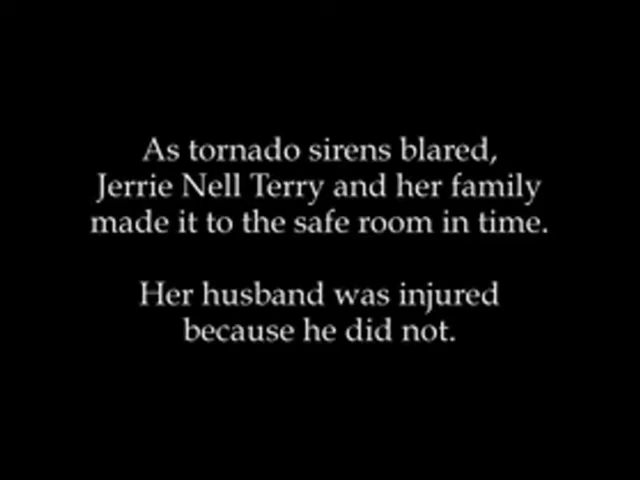 As tornado sirens blared,
Jerrie Nell Terry and her family
made it to the safe room in time.
Her husband was injured
because he did not.